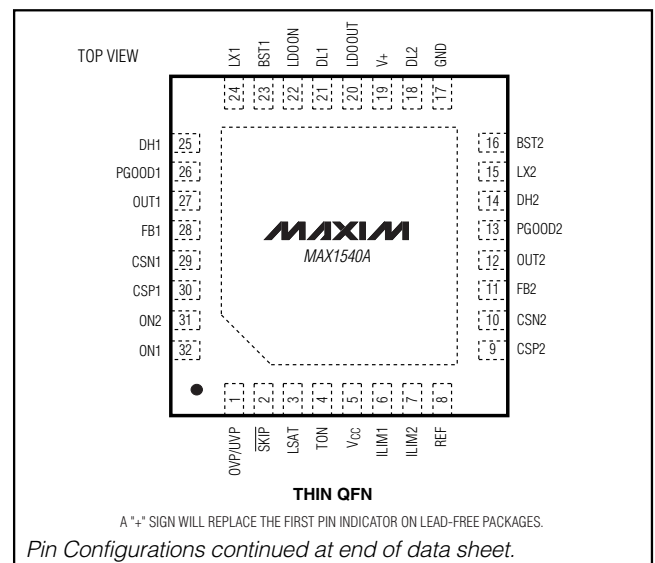 TOP VIEW
LX1
BST1
LDOON
DL1
LDOOUT
V+
DL2
GND
24
23
22
21
20
19
18
17
DH1 25
PGOOD1 26
OUT1 27
FB1 28
CSN1 29
CSP1 30
ON2 31
ON1 32
16 BST2
15 LX2
14 DH2
13 PGOOD2
12 OUT2
11 FB2
10 CSN2
9 CSP2
MAXIM
MAX1540A
1
2
3
4
5
6
7
8
OVP/UVP
SKIP
LSAT
TON
VCC
ILIM1
ILIM2
REF
THIN QFN
A "+" SIGN WILL REPLACE THE FIRST PIN INDICATOR ON LEAD-FREE PACKAGES.
Pin Configurations continued at end of data sheet.